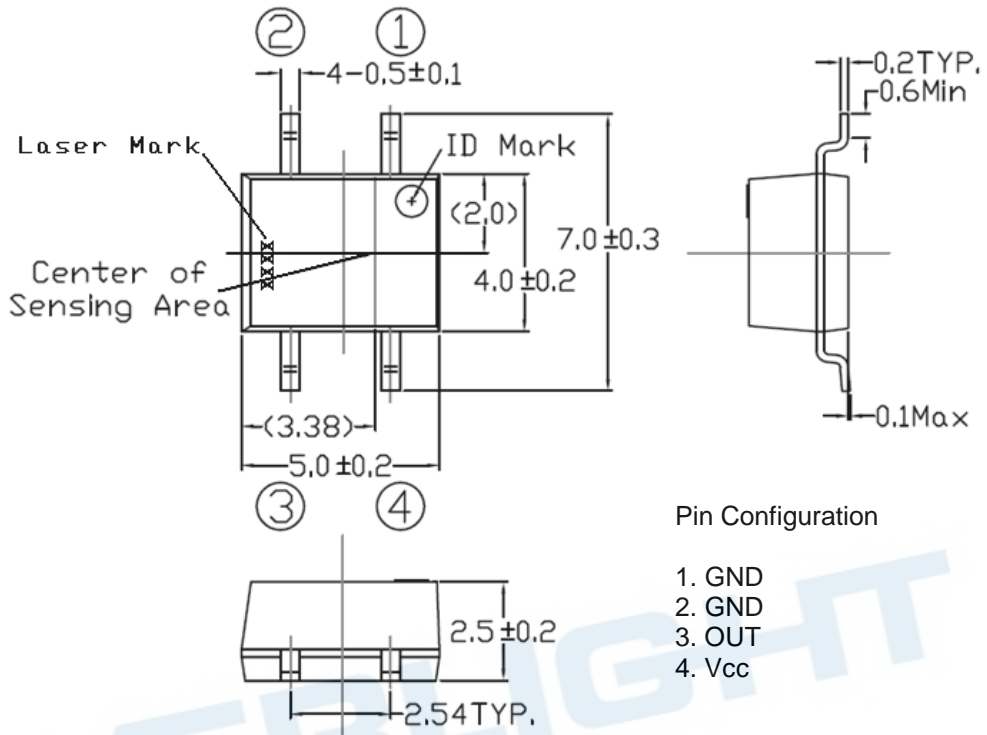 ② ①
4-0.5±0.1
0.2TYP.
0.6Min
Laser Mark
ID Mark
(2.0)
7.0±0.3
4.0±0.2
Center of
Sensing Area
(3.38)
5.0±0.2
0.1Max
③ ④
Pin Configuration
1. GND
2. GND
3. OUT
4. Vcc
2.5±0.2
2.54TYP.
ERLIGHT